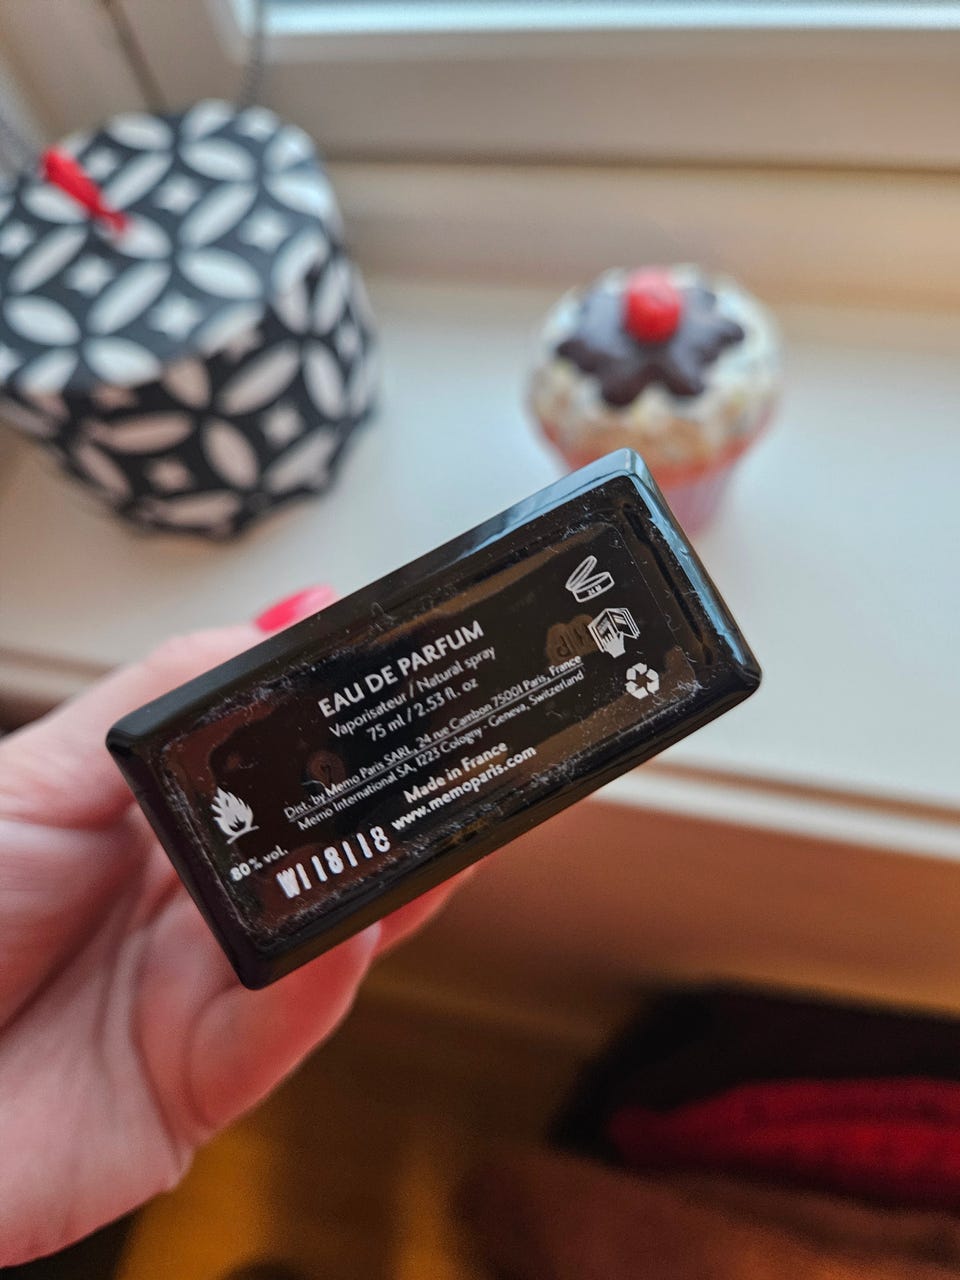 EAU DE PARFUM
Vaporisateur / Natural spray
75 ml / 2.53 fl. oz
Dist. by Memo Paris SARL, 24 rue Cambon 75001 Paris, France
Memo International SA, 1223 Cologny - Geneva, Switzerland
Made in France
www.memoparis.com
80% vol.
W118118
24 M